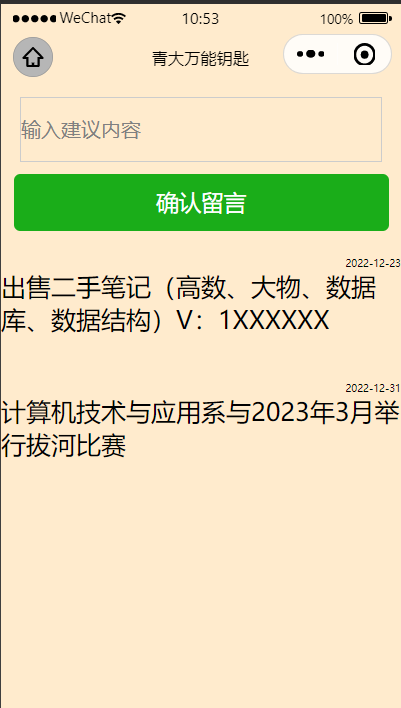 WeChat 10:53 100%
青大万能钥匙
输入建议内容
确认留言
2022-12-23
出售二手笔记（高数、大物、数据
库、数据结构）V：1XXXXXX
2022-12-31
计算机技术与应用系与2023年3月举
行拔河比赛